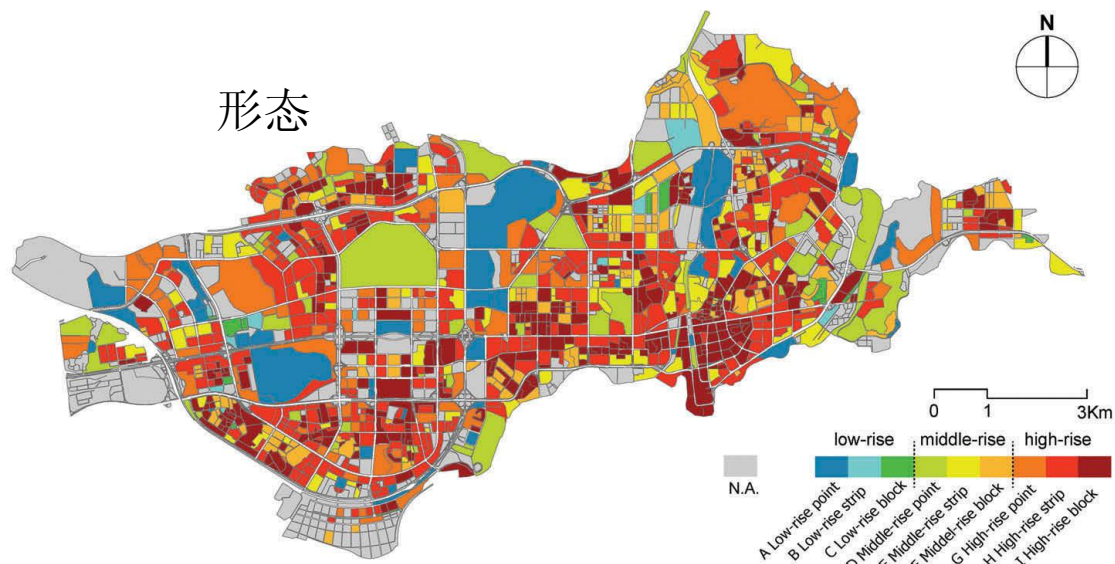 形态
N
0 1 3Km
low-rise middle-rise high-rise
N.A.
A Low-rise point
B Low-rise strip
C Low-rise block
D Middle-rise point
E Middle-rise strip
F Middel-rise block
G High-rise point
H High-rise strip
I High-rise block